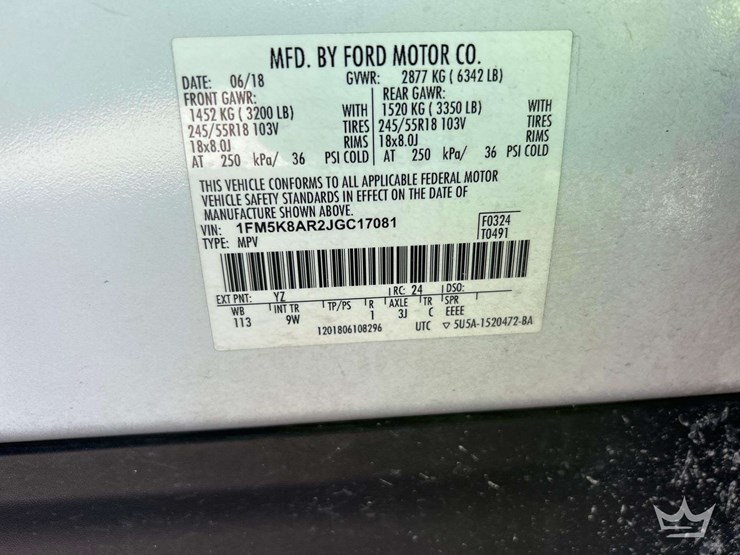 MFD. BY FORD MOTOR CO.
DATE: 06/18 GVWR: 2877 KG ( 6342 LB)
FRONT GAWR: REAR GAWR:
1452 KG ( 3200 LB) WITH 1520 KG ( 3350 LB) WITH
245/55R18 103V TIRES 245/55R18 103V TIRES
18x8.0J RIMS 18x8.0J RIMS
AT 250 kPa/ 36 PSI COLD AT 250 kPa/ 36 PSI COLD
THIS VEHICLE CONFORMS TO ALL APPLICABLE FEDERAL MOTOR
VEHICLE SAFETY STANDARDS IN EFFECT ON THE DATE OF
MANUFACTURE SHOWN ABOVE.
VIN: 1FM5K8AR2JGC17081 F0324
TYPE: MPV T0491
EXT PNT: YZ RC: 24 DSO:
WB INT TR TP/PS R AXLE TR SPR
113 9W 1 3J C EEEE
1201806108296 UTC ▽ 5U5A-1520472-BA